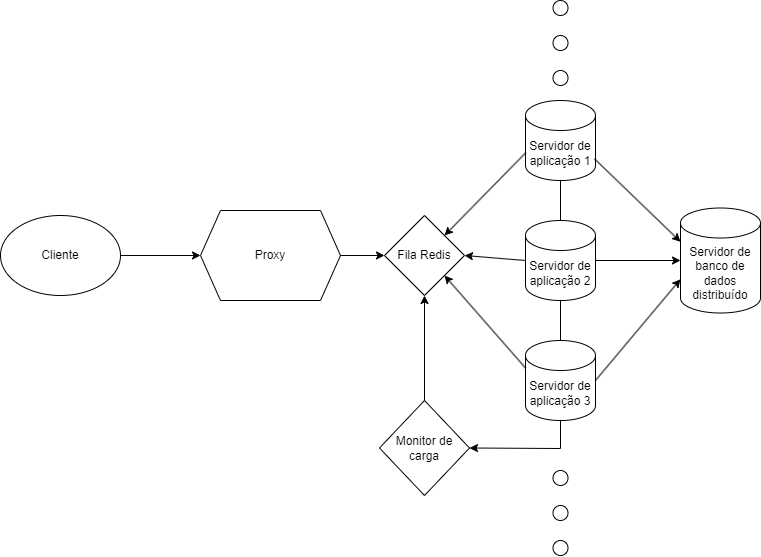 Cliente
Proxy
Fila Redis
Servidor de
aplicação 1
Servidor de
aplicação 2
Servidor de
aplicação 3
Servidor de
banco de
dados
distribuído
Monitor de
carga